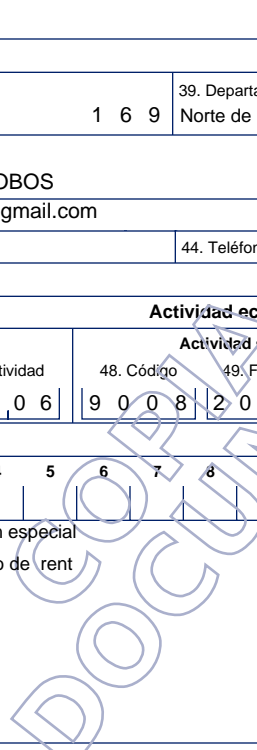 39. Departa
1 6 9 Norte de
OBOS
gmail.com
44. Teléfon
Actividad ec
Actividad s
tividad 48. Código 49. F
0 6 9 0 0 8 2 0
5 6 7 8
n especial
o de rent
COPIA
DOCUM